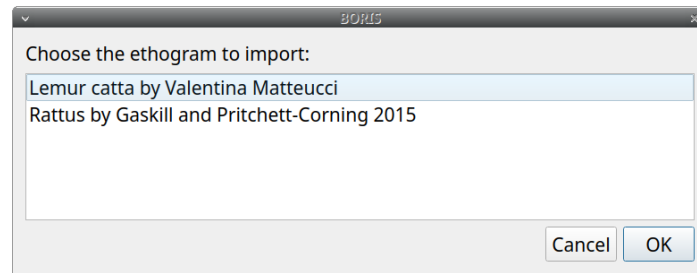 BORIS
Choose the ethogram to import:
Lemur catta by Valentina Matteucci
Rattus by Gaskill and Pritchett-Corning 2015
Cancel OK